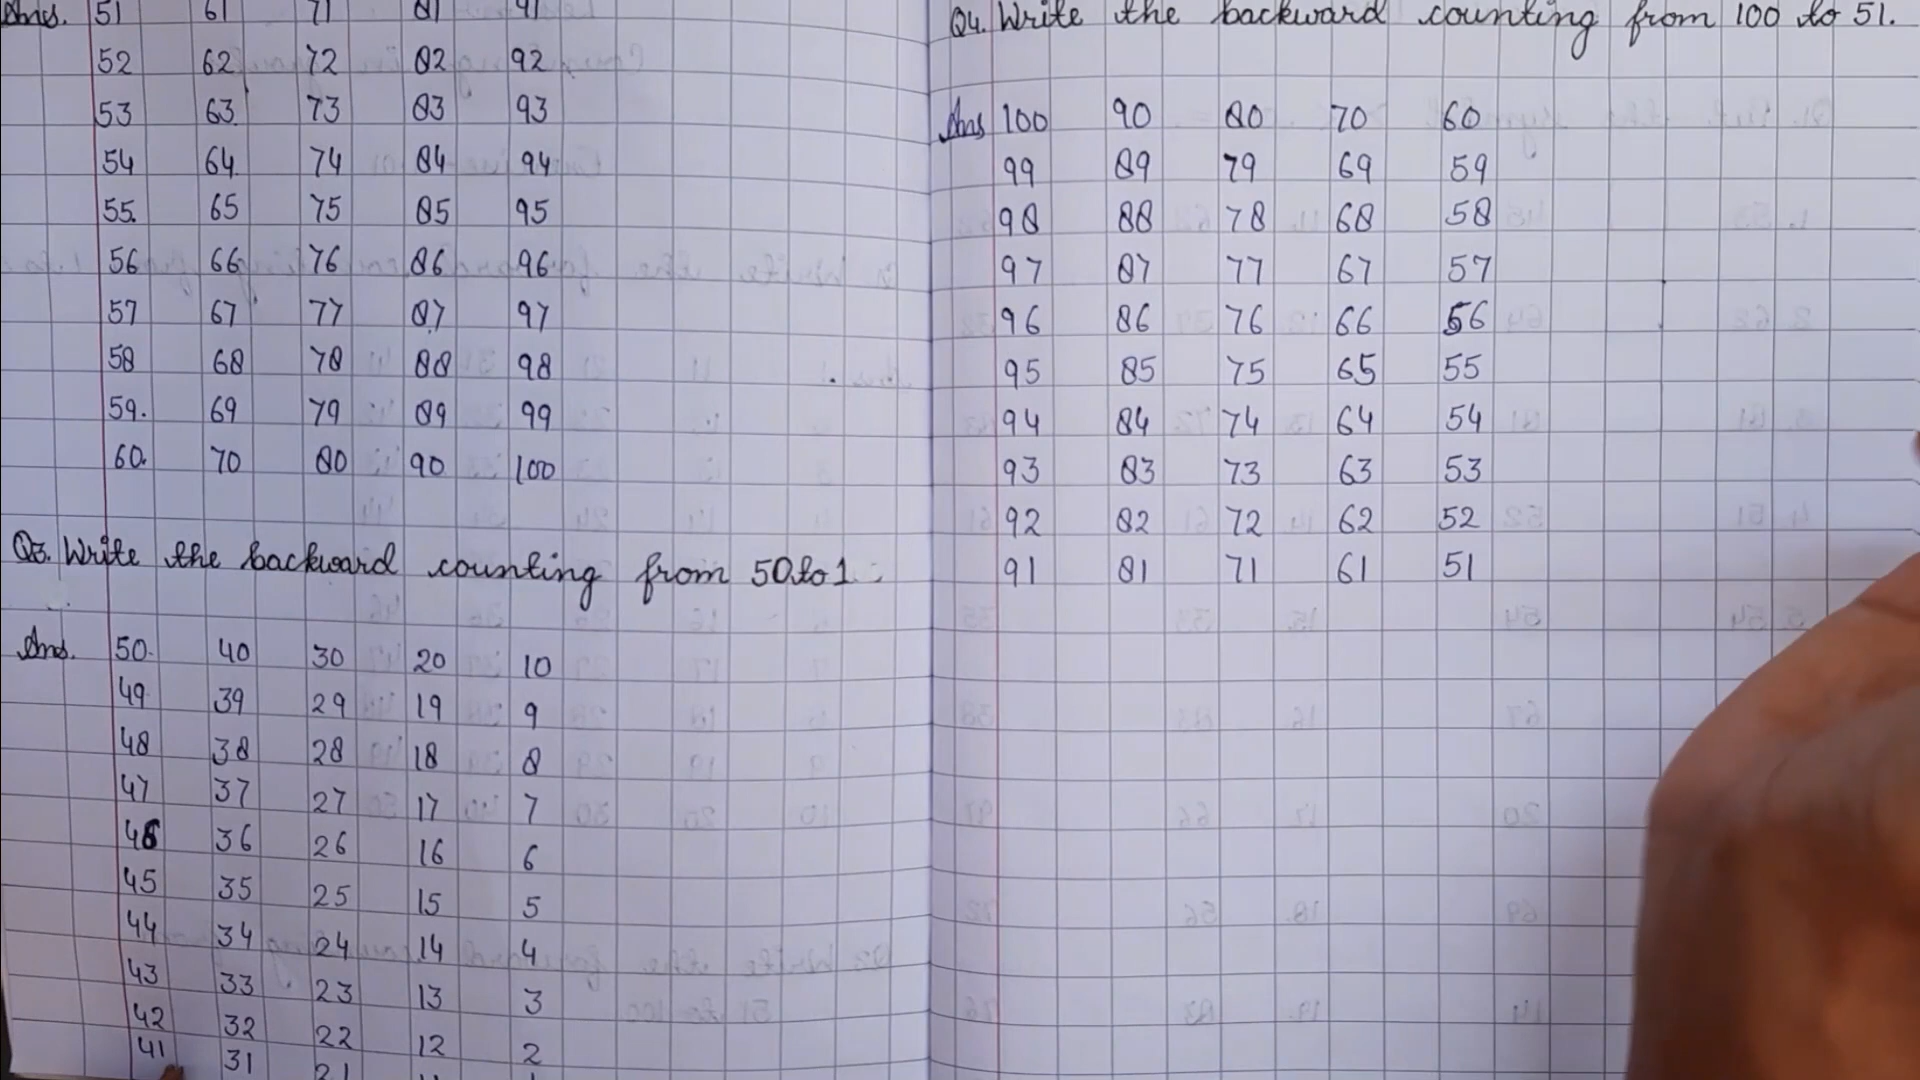 Ans. 51 61 71 81 91
52 62 72 82 92
53 63 73 83 93
54 64 74 84 94
55. 65 75 85 95
56 66 76 86 96
57 67 77 87 97
58 68 78 88 98
59. 69 79 89 99
60. 70 80 90 100
Q3. Write the backward counting from 50 to 1.
Ans. 50 40 30 20 10
49 39 29 19 9
48 38 28 18 8
47 37 27 17 7
46 36 26 16 6
45 35 25 15 5
44 34 24 14 4
43 33 23 13 3
42 32 22 12 2
41 31 21
Q4. Write the backward counting from 100 to 51.
Ans 100 90 80 70 60
99 89 79 69 59
98 88 78 68 58
97 87 77 67 57
96 86 76 66 56
95 85 75 65 55
94 84 74 64 54
93 83 73 63 53
92 82 72 62 52
91 81 71 61 51